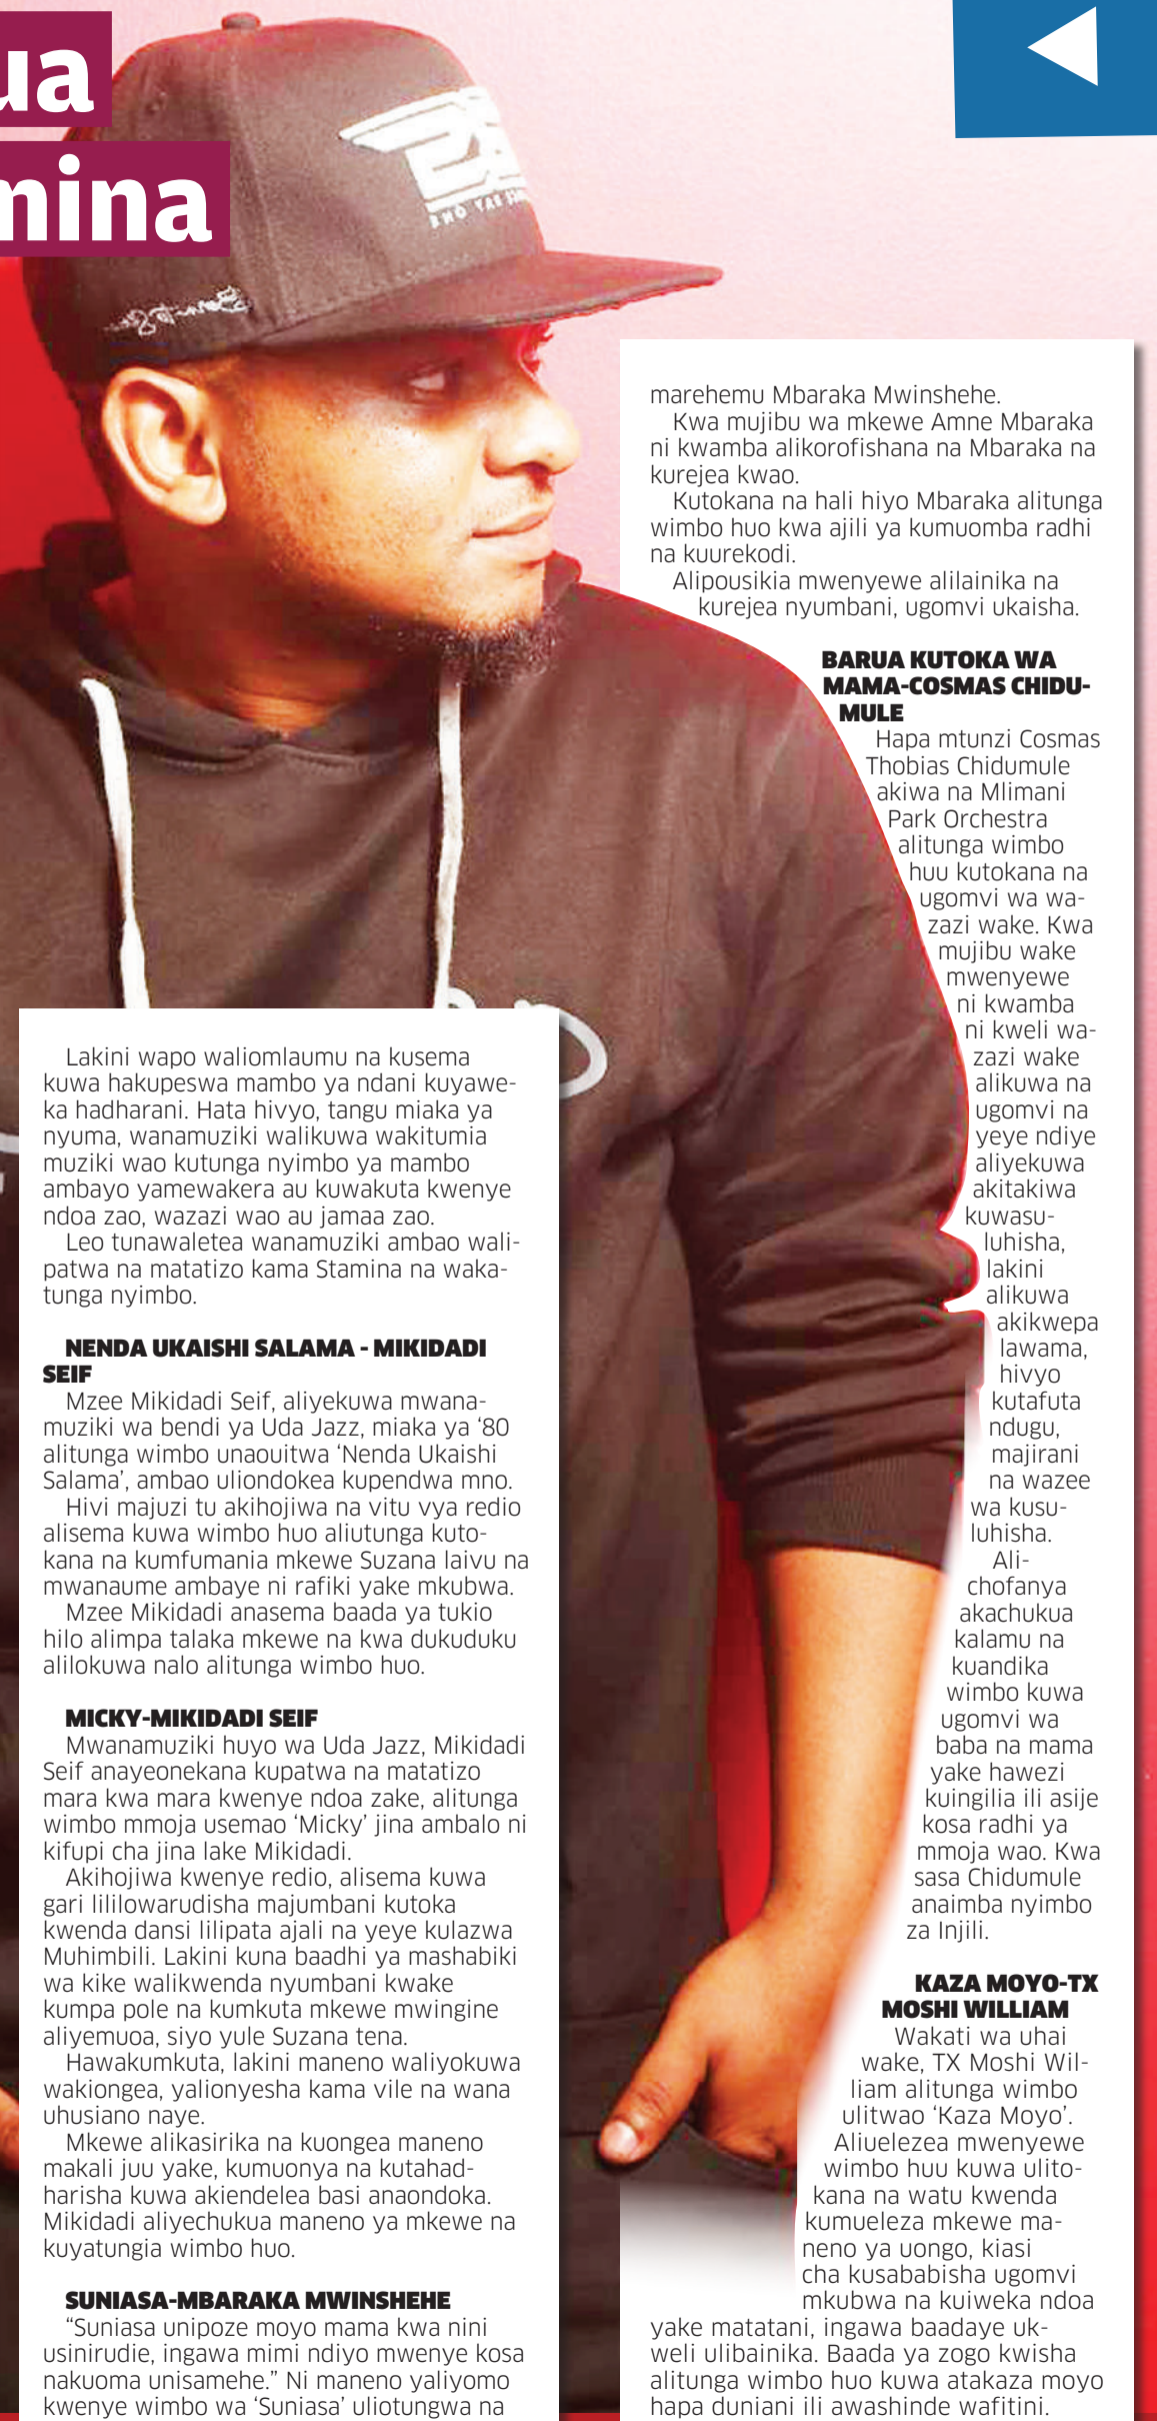 ua
mina
Lakini wapo waliomlaumu na kusema
kuwa hakupeswa mambo ya ndani kuyawe-
ka hadharani. Hata hivyo, tangu miaka ya
nyuma, wanamuziki walikuwa wakitumia
muziki wao kutunga nyimbo ya mambo
ambayo yamewakera au kuwakuta kwenye
ndoa zao, wazazi wao au jamaa zao.
Leo tunawaletea wanamuziki ambao wali-
patwa na matatizo kama Stamina na waka-
tunga nyimbo.
NENDA UKAISHI SALAMA - MIKIDADI
SEIF
Mzee Mikidadi Seif, aliyekuwa mwana-
muziki wa bendi ya Uda Jazz, miaka ya ‘80
alitunga wimbo unaouitwa ‘Nenda Ukaishi
Salama’, ambao uliondokea kupendwa mno.
Hivi majuzi tu akihojiwa na vitu vya redio
alisema kuwa wimbo huo aliutunga kuto-
kana na kumfumania mkewe Suzana laivu na
mwanaume ambaye ni rafiki yake mkubwa.
Mzee Mikidadi anasema baada ya tukio
hilo alimpa talaka mkewe na kwa dukuduku
alilokuwa nalo alitunga wimbo huo.
MICKY-MIKIDADI SEIF
Mwanamuziki huyo wa Uda Jazz, Mikidadi
Seif anayeonekana kupatwa na matatizo
mara kwa mara kwenye ndoa zake, alitunga
wimbo mmoja usemao ‘Micky’ jina ambalo ni
kifupi cha jina lake Mikidadi.
Akihojiwa kwenye redio, alisema kuwa
gari lililowarudisha majumbani kutoka
kwenda dansi lilipata ajali na yeye kulazwa
Muhimbili. Lakini kuna baadhi ya mashabiki
wa kike walikwenda nyumbani kwake
kumpa pole na kumkuta mkewe mwingine
aliyemuoa, siyo yule Suzana tena.
Hawakumkuta, lakini maneno waliyokuwa
wakiongea, yalionyesha kama vile na wana
uhusiano naye.
Mkewe alikasirika na kuongea maneno
makali juu yake, kumuonya na kutahad-
harisha kuwa akiendelea basi anaondoka.
Mikidadi aliyechukua maneno ya mkewe na
kuyatungia wimbo huo.
SUNIASA-MBARAKA MWINSHEHE
“Suniasa unipoze moyo mama kwa nini
usinirudie, ingawa mimi ndiyo mwenye kosa
nakuoma unisamehe.” Ni maneno yaliyomo
kwenye wimbo wa ‘Suniasa’ uliotungwa na
marehemu Mbaraka Mwinshehe.
Kwa mujibu wa mkewe Amne Mbaraka
ni kwamba alikorofishana na Mbaraka na
kurejea kwao.
Kutokana na hali hiyo Mbaraka alitunga
wimbo huo kwa ajili ya kumuomba radhi
na kuurekodi.
Alipousikia mwenyewe alilainika na
kurejea nyumbani, ugomvi ukaisha.
BARUA KUTOKA WA
MAMA-COSMAS CHIDU-
MULE
Hapa mtunzi Cosmas
Thobias Chidumule
akiwa na Mlimani
Park Orchestra
alitunga wimbo
huu kutokana na
ugomvi wa wa-
zazi wake. Kwa
mujibu wake
mwenyewe
ni kwamba
ni kweli wa-
zazi wake
alikuwa na
ugomvi na
yeye ndiye
aliyekuwa
akitakiwa
kuwasu-
luhisha,
lakini
alikuwa
akikwepa
lawama,
hivyo
kutafuta
ndugu,
majirani
na wazee
wa kusu-
luhisha.
Ali-
chofanya
akachukua
kalamu na
kuandika
wimbo kuwa
ugomvi wa
baba na mama
yake hawezi
kuingilia ili asije
kosa radhi ya
mmoja wao. Kwa
sasa Chidumule
anaimba nyimbo
za Injili.
KAZA MOYO-TX
MOSHI WILLIAM
Wakati wa uhai
wake, TX Moshi Wil-
liam alitunga wimbo
ulitwao ‘Kaza Moyo’.
Aliuelezea mwenyewe
wimbo huu kuwa ulito-
kana na watu kwenda
kumueleza mkewe ma-
neno ya uongo, kiasi
cha kusababisha ugomvi
mkubwa na kuiweka ndoa
yake matatani, ingawa baadaye uk-
weli ulibainika. Baada ya zogo kwisha
alitunga wimbo huo kuwa atakaza moyo
hapa duniani ili awashinde wafitini.